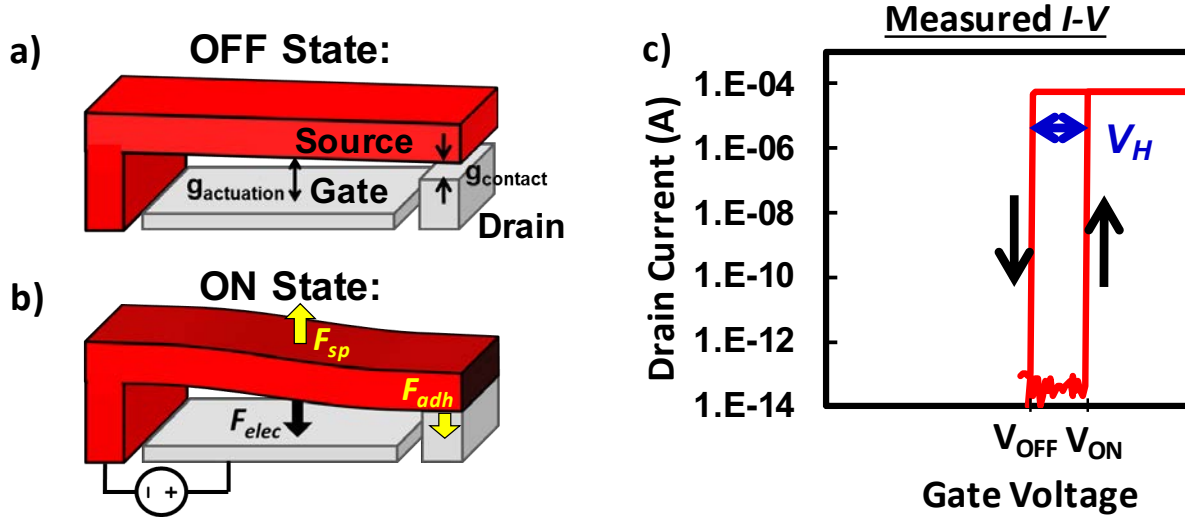 a)
OFF State:
Source
g_actuation
Gate
g_contact
Drain
b)
ON State:
F_sp
F_adh
F_elec
- +
Measured I-V
c)
Drain Current (A)
1.E-04
1.E-06
1.E-08
1.E-10
1.E-12
1.E-14
V_H
V_OFF V_ON
Gate Voltage